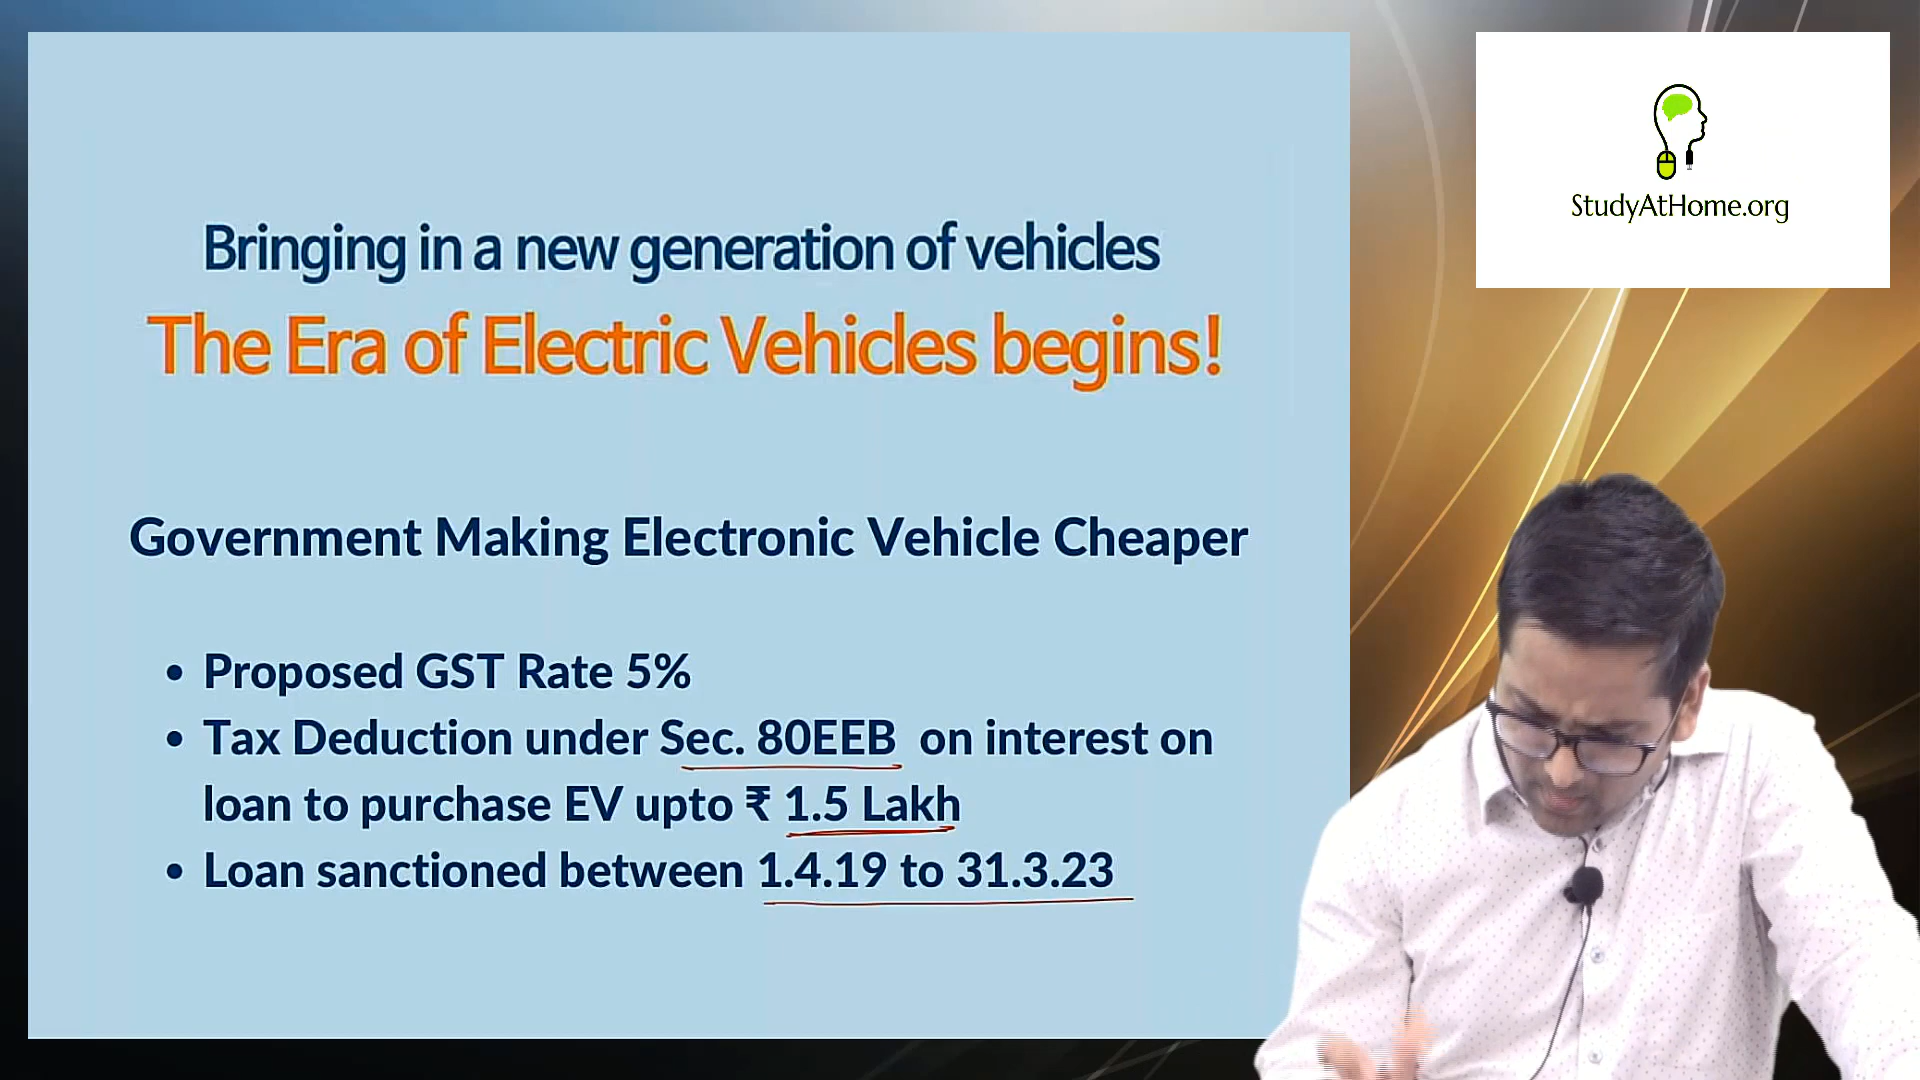 Bringing in a new generation of vehicles
The Era of Electric Vehicles begins!
Government Making Electronic Vehicle Cheaper
• Proposed GST Rate 5%
• Tax Deduction under Sec. 80EEB on interest on
loan to purchase EV upto ₹ 1.5 Lakh
• Loan sanctioned between 1.4.19 to 31.3.23
StudyAtHome.org